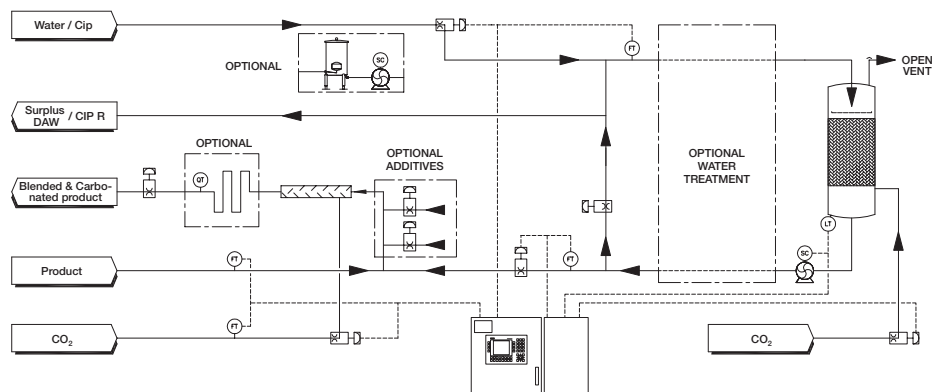 Water / Cip
FT
OPTIONAL
SC
OPEN
VENT
Surplus
DAW / CIP R
OPTIONAL
OPTIONAL
ADDITIVES
OPTIONAL
WATER
TREATMENT
QT
Blended & Carbo-
nated product
LT
SC
FT
FT
Product
FT
CO₂
CO₂